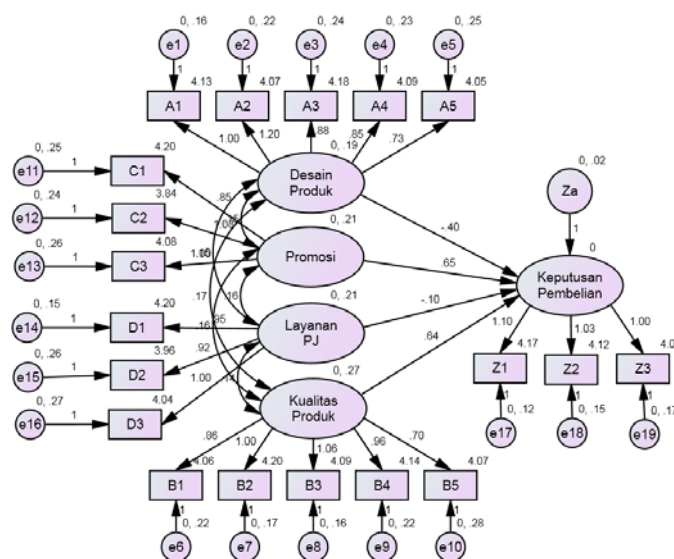 0, .16
0, .22
0, .24
0, .23
0, .25
e1
e2
e3
e4
e5
1
1
1
1
1
4.13
4.07
4.18
4.09
4.05
A1
A2
A3
A4
A5
1.00
1.20
.88
.85
.73
0, .19
Desain
Produk
0, .25
e11
1
4.20
C1
0, .24
e12
1
3.84
C2
0, .26
e13
1
4.08
C3
.85
1.00
0, .21
Promosi
0, .02
Za
1
0
Keputusan
Pembelian
-.40
.65
-.10
.64
.17
.16
.16
.95
0, .15
e14
1
4.20
D1
0, .26
e15
1
3.96
D2
.92
0, .27
e16
1
4.04
D3
1.00
0, .21
Layanan
PJ
0, .27
Kualitas
Produk
1.10
1.03
1.00
4.17
4.12
Z1
Z2
Z3
1
1
1
0, .12
0, .15
0, .17
e17
e18
e19
1.00
1.06
.96
.70
4.06
4.20
4.09
4.14
4.07
B1
B2
B3
B4
B5
1
1
1
1
1
0, .22
0, .17
0, .16
0, .22
0, .28
e6
e7
e8
e9
e10